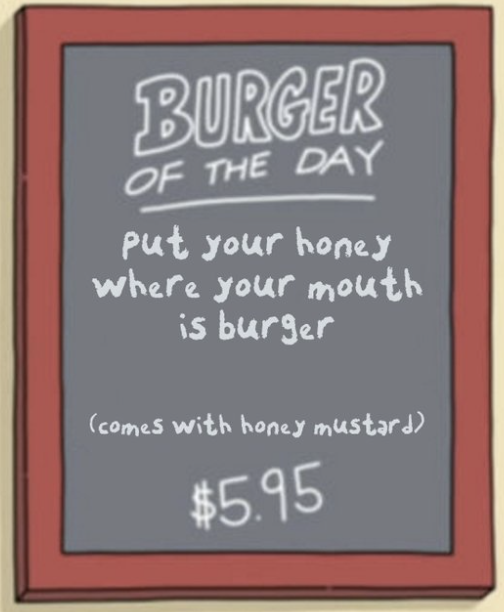 BURGER
OF THE DAY
put your honey
where your mouth
is burger
(comes with honey mustard)
$5.95